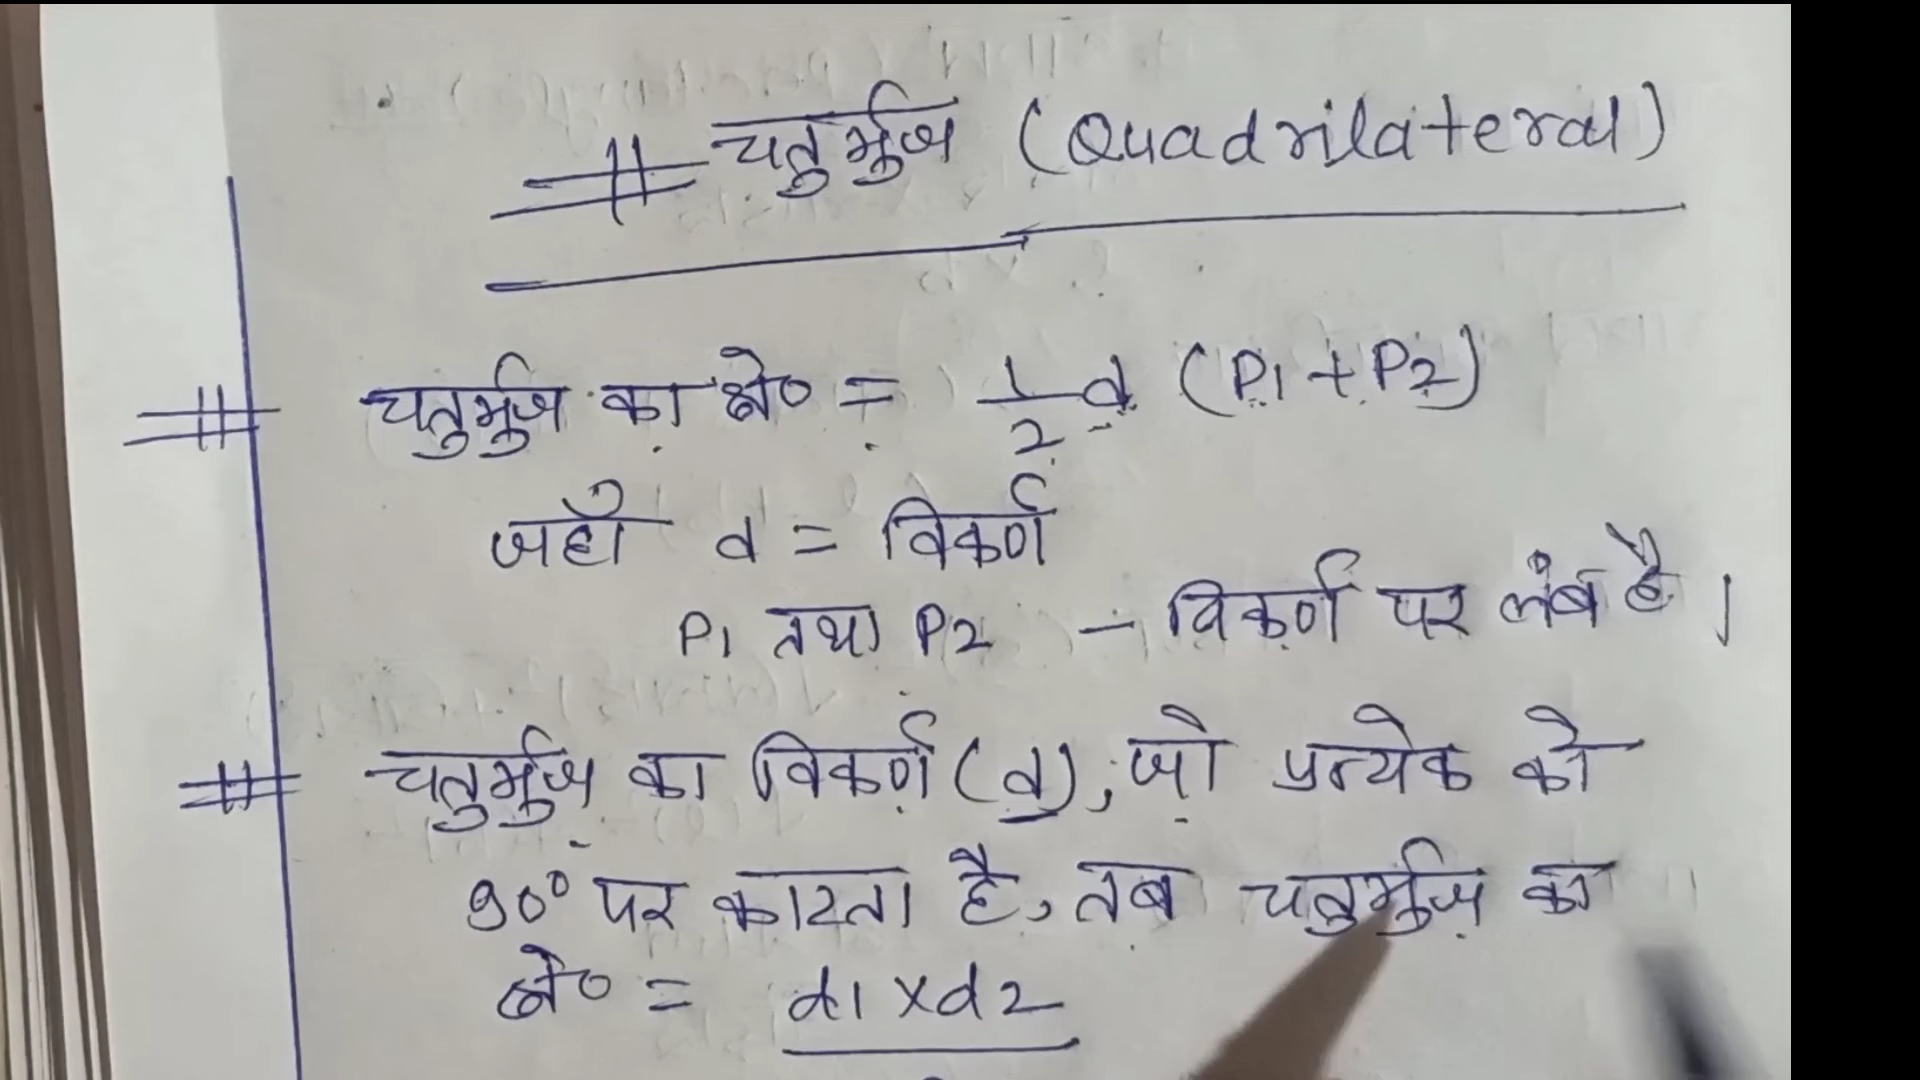 चतुर्भुज (Quadrilateral)
चतुर्भुज का क्षे० = 1/2 d (P1 + P2)
जहाँ d = विकर्ण
P1 तथा P2 – विकर्ण पर लंब है।
चतुर्भुज का विकर्ण (d), जो प्रत्येक को
90° पर काटता है, तब चतुर्भुज का
क्षे० = d1 x d2